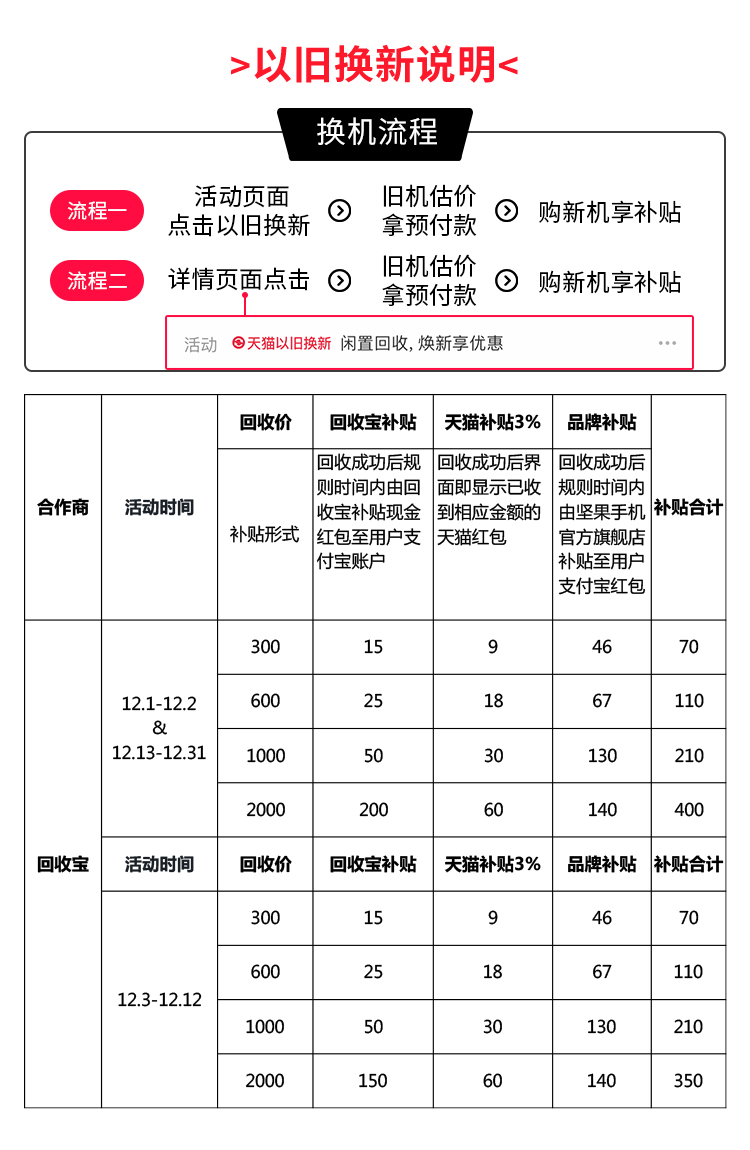 >以旧换新说明<
换机流程
流程一
活动页面
点击以旧换新
旧机估价
拿预付款
购新机享补贴
流程二
详情页面点击
旧机估价
拿预付款
购新机享补贴
活动 天猫以旧换新 闲置回收, 焕新享优惠 ···
合作商
活动时间
回收价
回收宝补贴
天猫补贴3%
品牌补贴
补贴合计
补贴形式
回收成功后规
则时间内由回
收宝补贴现金
红包至用户支
付宝账户
回收成功后界
面即显示已收
到相应金额的
天猫红包
回收成功后
规则时间内
由坚果手机
官方旗舰店
补贴至用户
支付宝红包
回收宝
12.1-12.2
&
12.13-12.31
300 15 9 46 70
600 25 18 67 110
1000 50 30 130 210
2000 200 60 140 400
活动时间 回收价 回收宝补贴 天猫补贴3% 品牌补贴 补贴合计
12.3-12.12
300 15 9 46 70
600 25 18 67 110
1000 50 30 130 210
2000 150 60 140 350